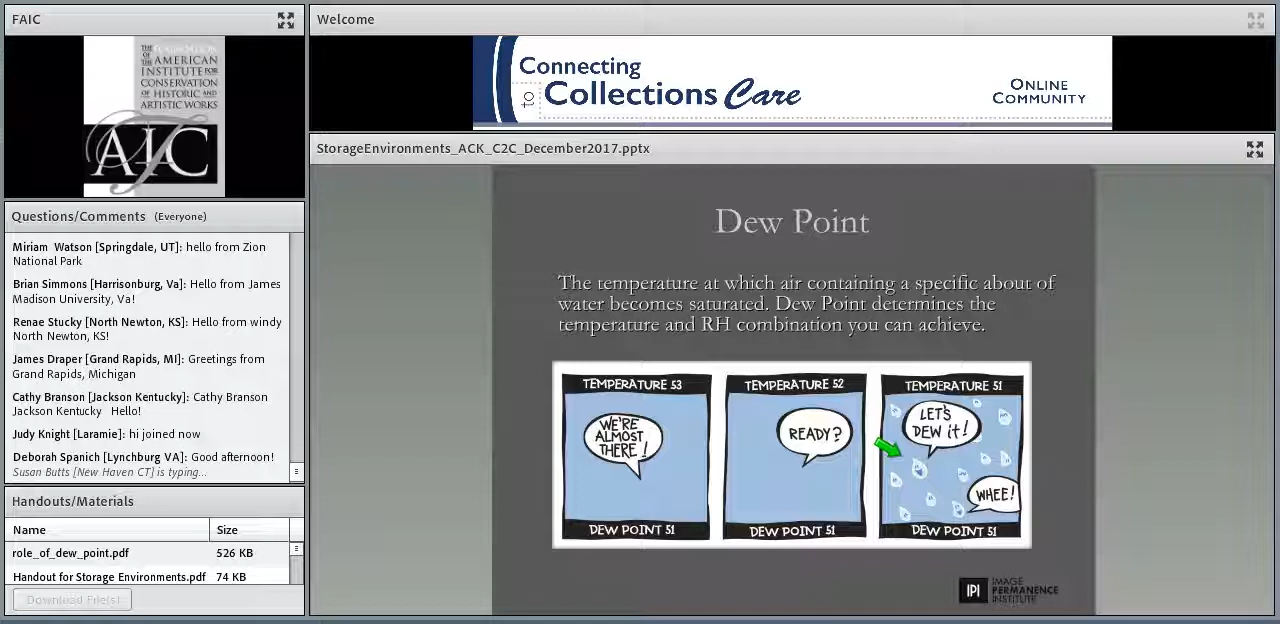 FAIC
THE FOUNDATION
OF THE AMERICAN
INSTITUTE FOR
CONSERVATION
OF HISTORIC AND
ARTISTIC WORKS
AIC
Questions/Comments (Everyone)
Miriam Watson [Springdale, UT]: hello from Zion
National Park
Brian Simmons [Harrisonburg, Va]: Hello from James
Madison University, Va!
Renae Stucky [North Newton, KS]: Hello from windy
North Newton, KS!
James Draper [Grand Rapids, MI]: Greetings from
Grand Rapids, Michigan
Cathy Branson [Jackson Kentucky]: Cathy Branson
Jackson Kentucky Hello!
Judy Knight [Laramie]: hi joined now
Deborah Spanich [Lynchburg VA]: Good afternoon!
Susan Butts [New Haven CT] is typing...
Handouts/Materials
Name Size
role_of_dew_point.pdf 526 KB
Handout for Storage Environments.pdf 74 KB
Download File(s)
Welcome
Connecting
to Collections Care
ONLINE
COMMUNITY
StorageEnvironments_ACK_C2C_December2017.pptx
Dew Point
The temperature at which air containing a specific about of
water becomes saturated. Dew Point determines the
temperature and RH combination you can achieve.
TEMPERATURE 53
WE'RE
ALMOST
THERE!
DEW POINT 51
TEMPERATURE 52
READY?
DEW POINT 51
TEMPERATURE 51
LET'S
DEW iT!
WHEE!
DEW POINT 51
IPI
IMAGE
PERMANENCE
INSTITUTE